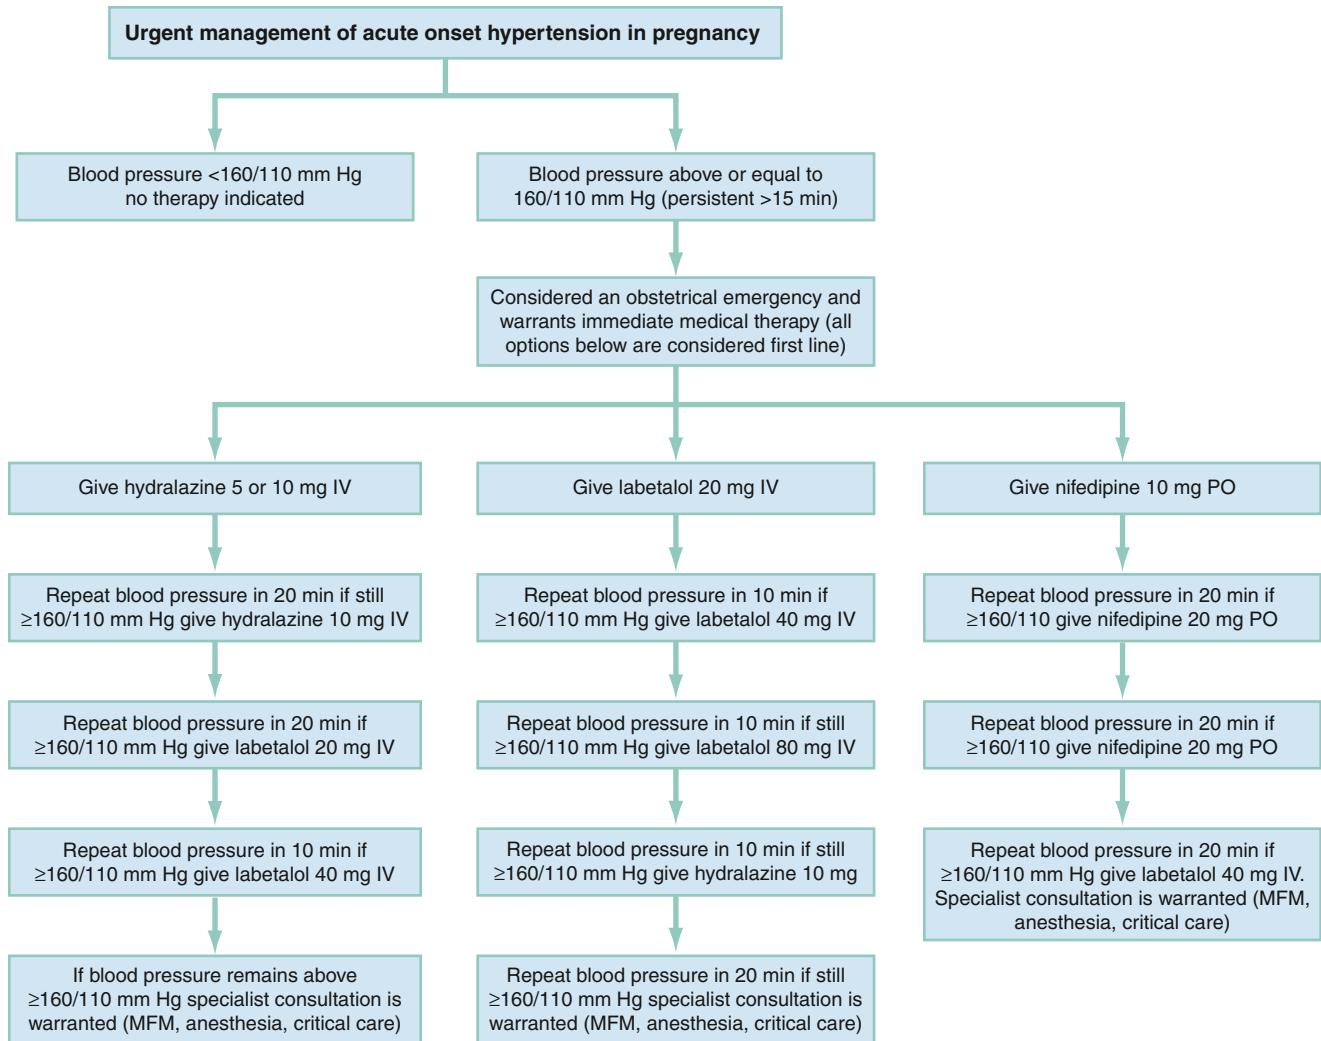 Urgent management of acute onset hypertension in pregnancy
Blood pressure <160/110 mm Hg
no therapy indicated
Blood pressure above or equal to
160/110 mm Hg (persistent >15 min)
Considered an obstetrical emergency and
warrants immediate medical therapy (all
options below are considered first line)
Give hydralazine 5 or 10 mg IV
Repeat blood pressure in 20 min if still
≥160/110 mm Hg give hydralazine 10 mg IV
Repeat blood pressure in 20 min if
≥160/110 mm Hg give labetalol 20 mg IV
Repeat blood pressure in 10 min if
≥160/110 mm Hg give labetalol 40 mg IV
If blood pressure remains above
≥160/110 mm Hg specialist consultation is
warranted (MFM, anesthesia, critical care)
Give labetalol 20 mg IV
Repeat blood pressure in 10 min if
≥160/110 mm Hg give labetalol 40 mg IV
Repeat blood pressure in 10 min if still
≥160/110 mm Hg give labetalol 80 mg IV
Repeat blood pressure in 10 min if still
≥160/110 mm Hg give hydralazine 10 mg
Repeat blood pressure in 20 min if still
≥160/110 mm Hg specialist consultation is
warranted (MFM, anesthesia, critical care)
Give nifedipine 10 mg PO
Repeat blood pressure in 20 min if
≥160/110 give nifedipine 20 mg PO
Repeat blood pressure in 20 min if
≥160/110 give nifedipine 20 mg PO
Repeat blood pressure in 20 min if
≥160/110 mm Hg give labetalol 40 mg IV.
Specialist consultation is warranted (MFM,
anesthesia, critical care)